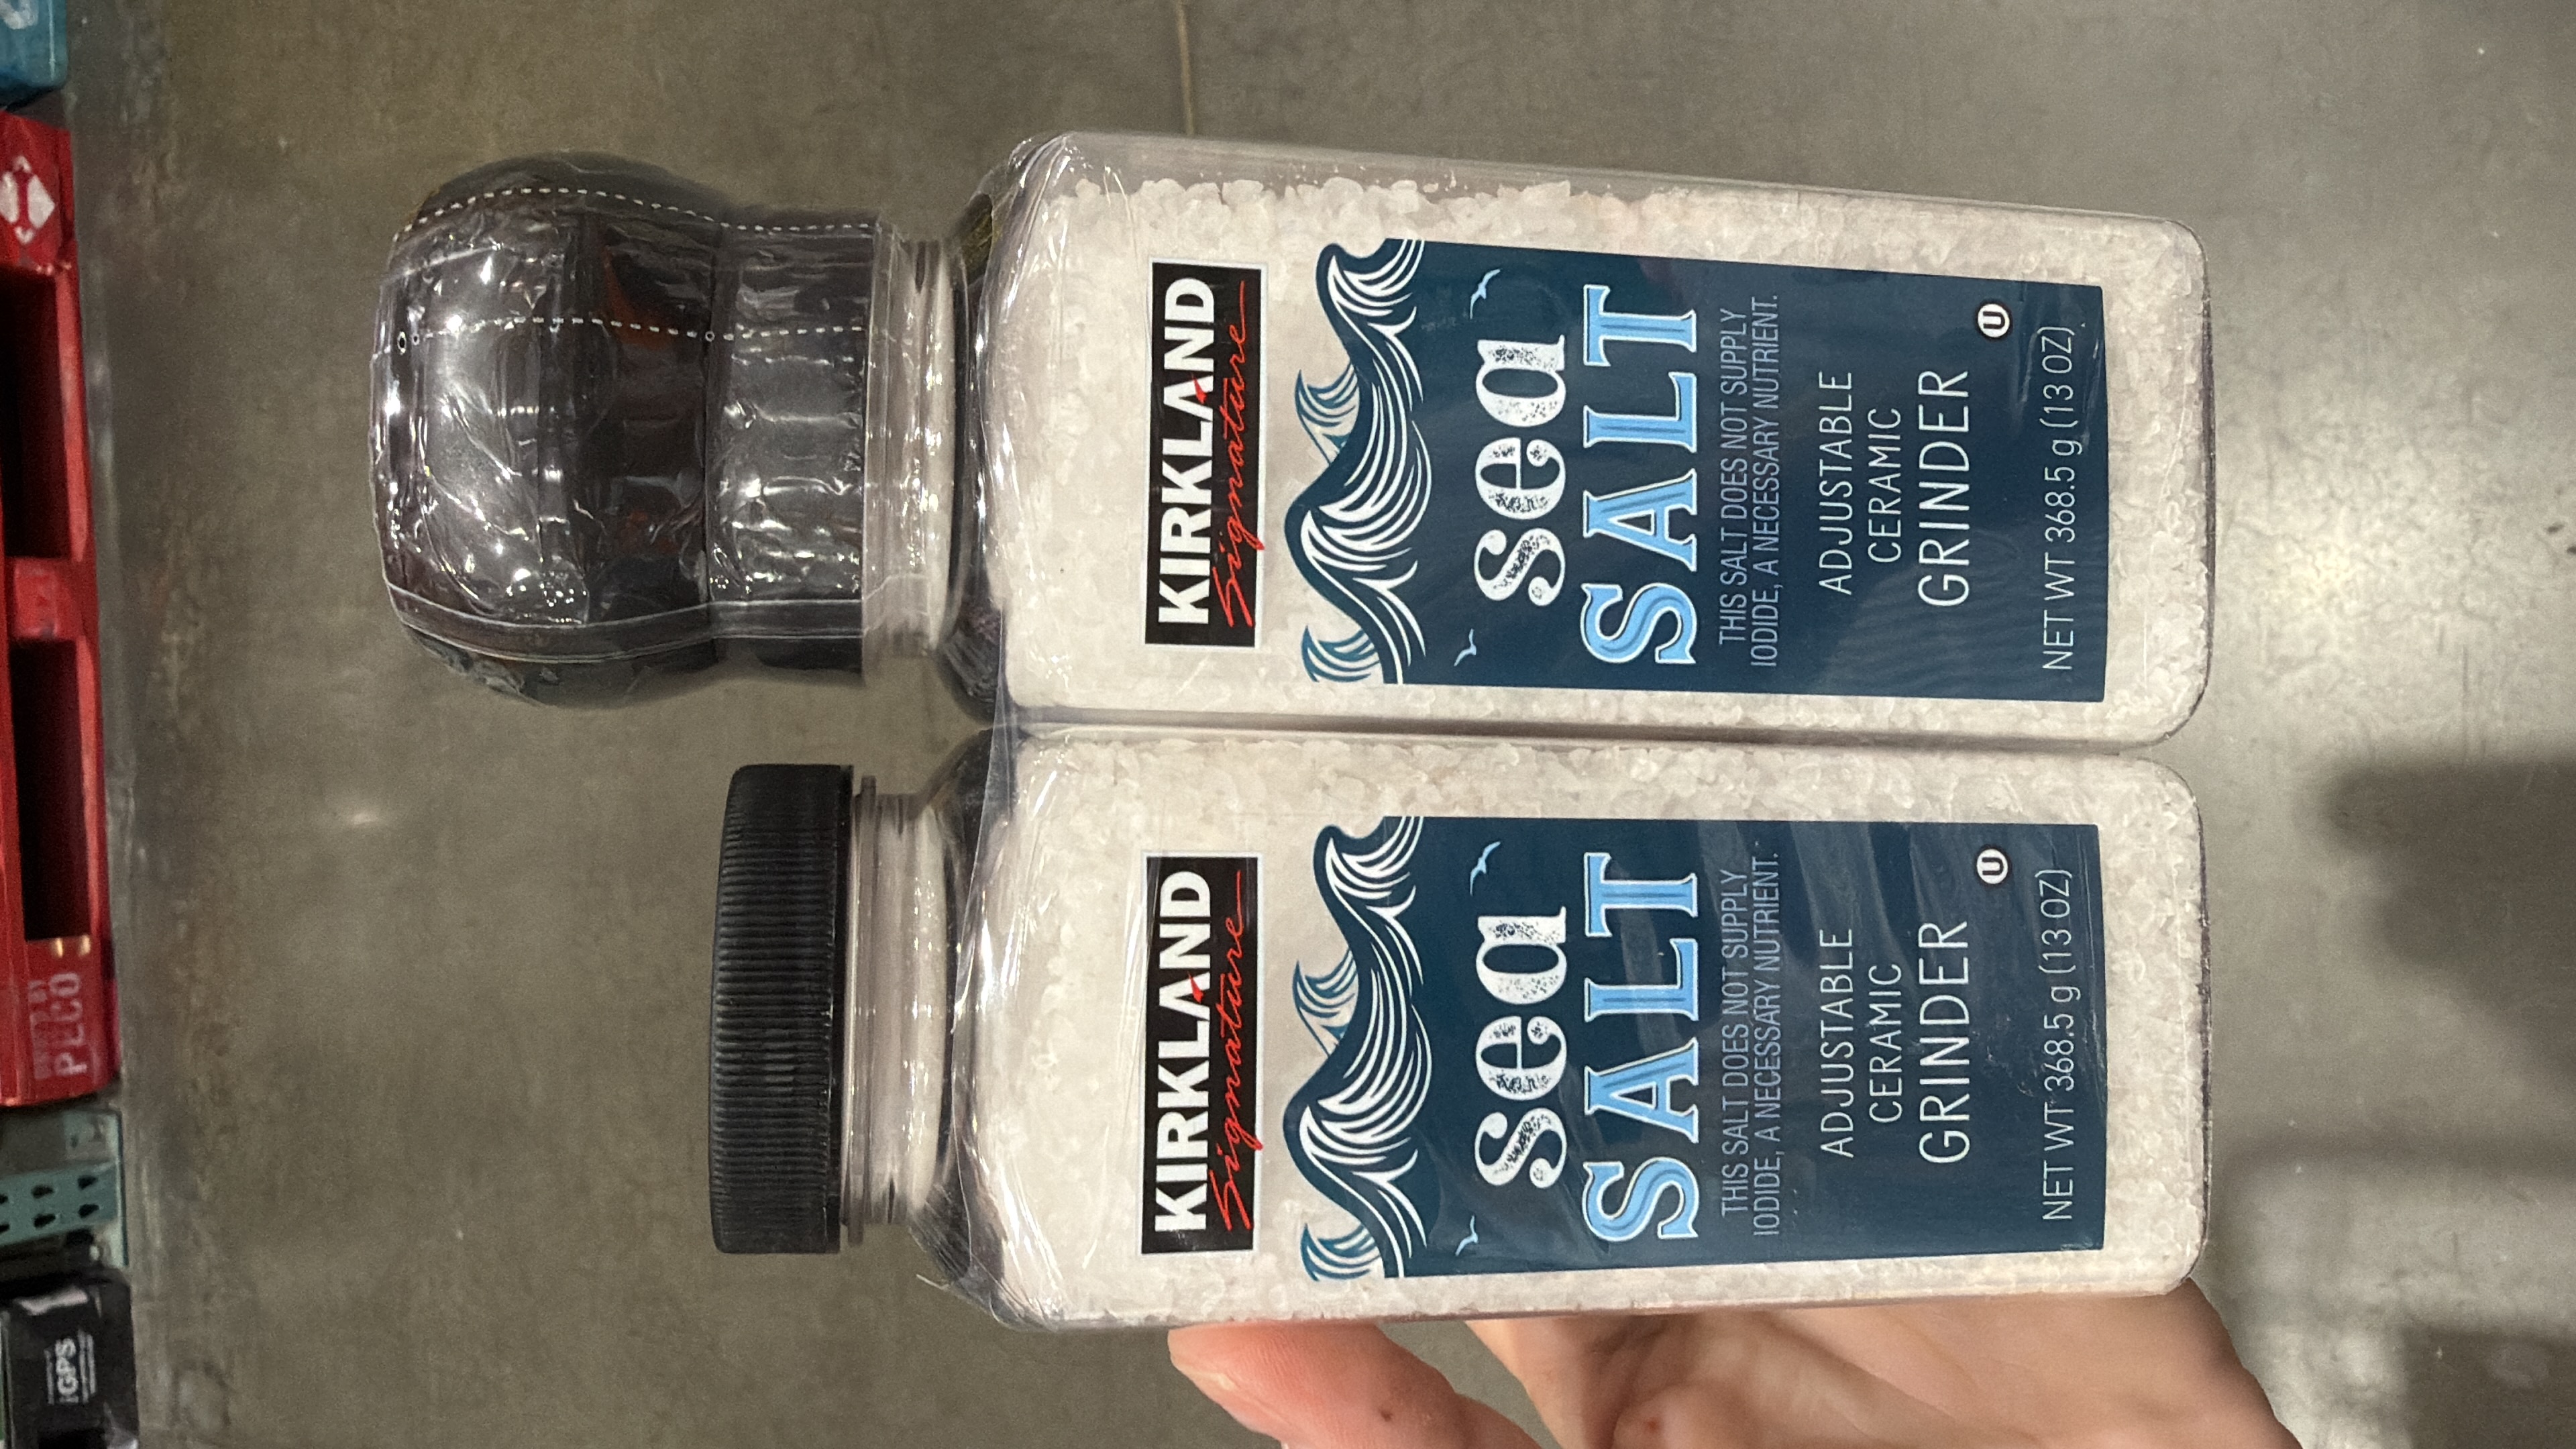 KIRKLAND
Signature
sea
SALT
THIS SALT DOES NOT SUPPLY
IODIDE, A NECESSARY NUTRIENT.
ADJUSTABLE
CERAMIC
GRINDER
U
NET WT 368.5 g (13 OZ)
KIRKLAND
Signature
sea
SALT
THIS SALT DOES NOT SUPPLY
IODIDE, A NECESSARY NUTRIENT.
ADJUSTABLE
CERAMIC
GRINDER
U
NET WT 368.5 g (13 OZ)
PECO
iGPS